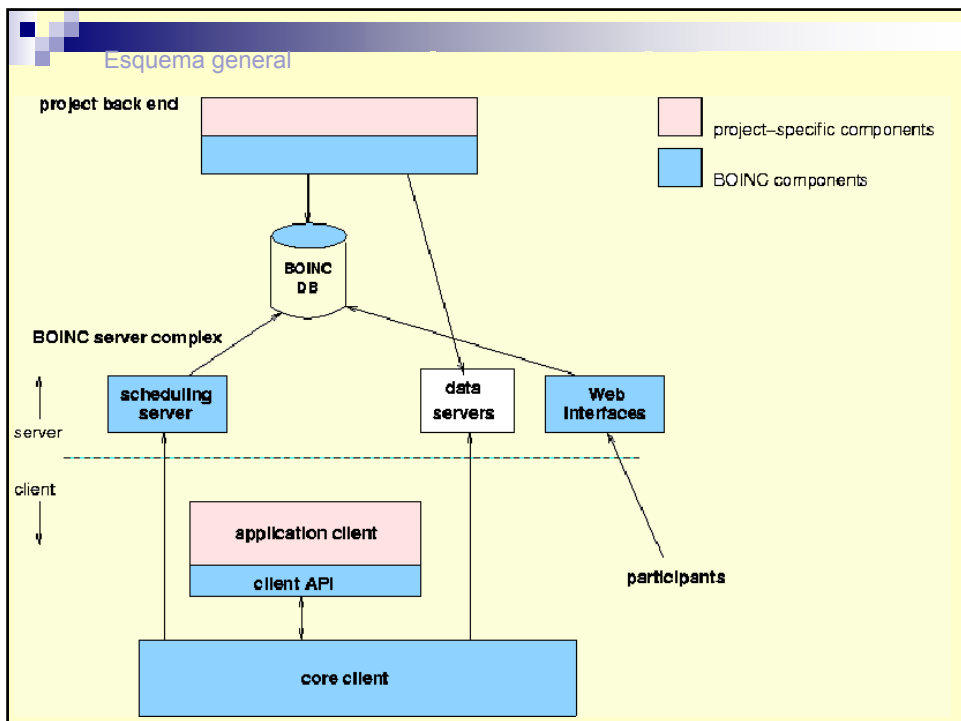 Esquema general
project back end
project-specific components
BOINC components
BOINC
DB
BOINC server complex
scheduling
server
data
servers
Web
Interfaces
server
client
application client
client API
participants
core client